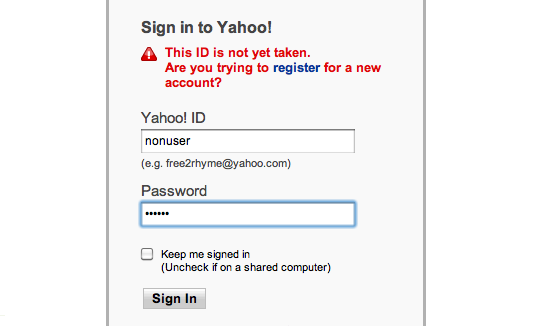 Sign in to Yahoo!
This ID is not yet taken.
Are you trying to register for a new
account?
Yahoo! ID
nonuser
(e.g. free2rhyme@yahoo.com)
Password
••••••
Keep me signed in
(Uncheck if on a shared computer)
Sign In